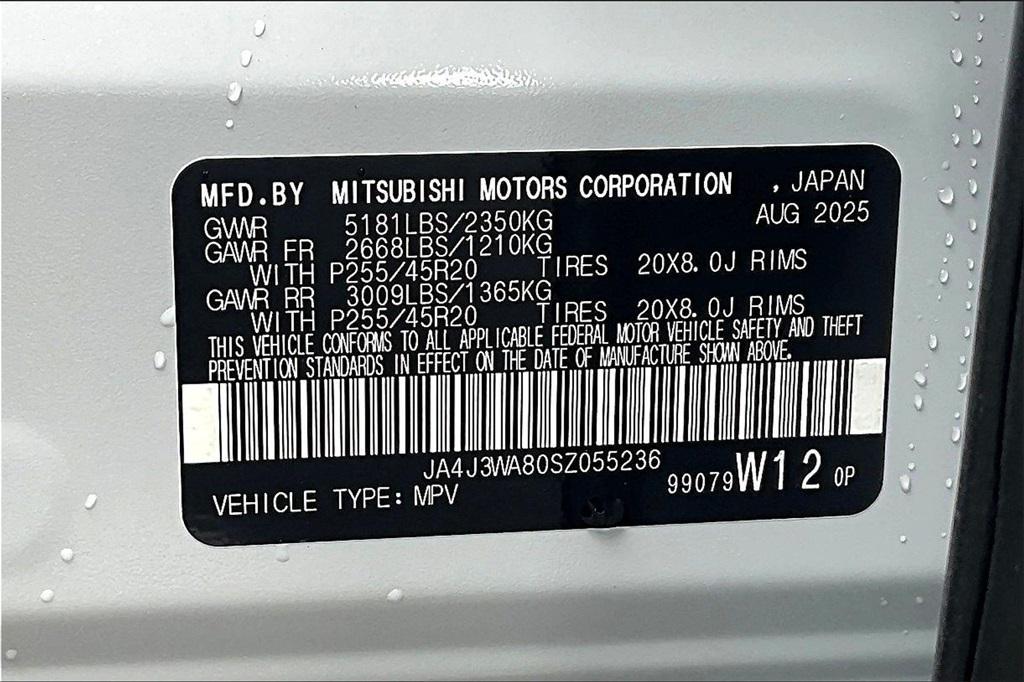 MFD.BY MITSUBISHI MOTORS CORPORATION , JAPAN
AUG 2025
GVWR 5181LBS/2350KG
GAWR FR 2668LBS/1210KG
WITH P255/45R20 TIRES 20X8.0J RIMS
GAWR RR 3009LBS/1365KG
WITH P255/45R20 TIRES 20X8.0J RIMS
THIS VEHICLE CONFORMS TO ALL APPLICABLE FEDERAL MOTOR VEHICLE SAFETY AND THEFT
PREVENTION STANDARDS IN EFFECT ON THE DATE OF MANUFACTURE SHOWN ABOVE.
JA4J3WA80SZ055236
VEHICLE TYPE: MPV 99079 W12 0P